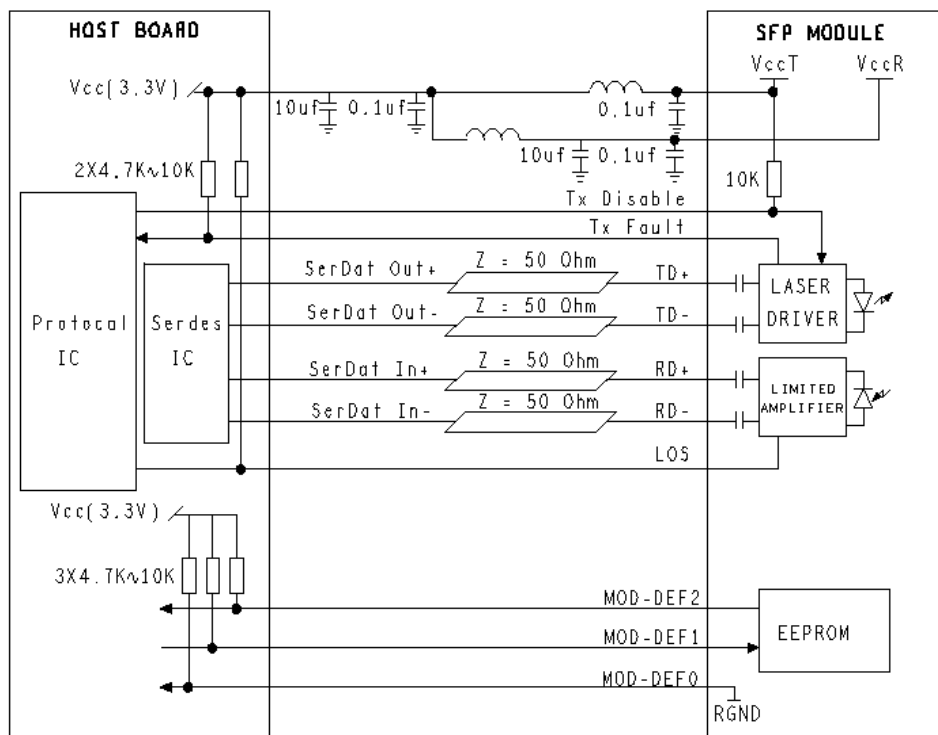 HOST BOARD
SFP MODULE
VccT
VccR
Vcc(3.3V)
10uf
0.1uf
0.1uf
10uf
0.1uf
2X4.7K~10K
10K
Tx Disable
Tx Fault
SerDat Out+
Z = 50 Ohm
TD+
SerDat Out-
Z = 50 Ohm
TD-
LASER
DRIVER
Protocal
IC
Serdes
IC
SerDat In+
Z = 50 Ohm
RD+
SerDat In-
Z = 50 Ohm
RD-
LIMITED
AMPLIFIER
LOS
Vcc(3.3V)
3X4.7K~10K
MOD-DEF2
MOD-DEF1
EEPROM
MOD-DEF0
RGND